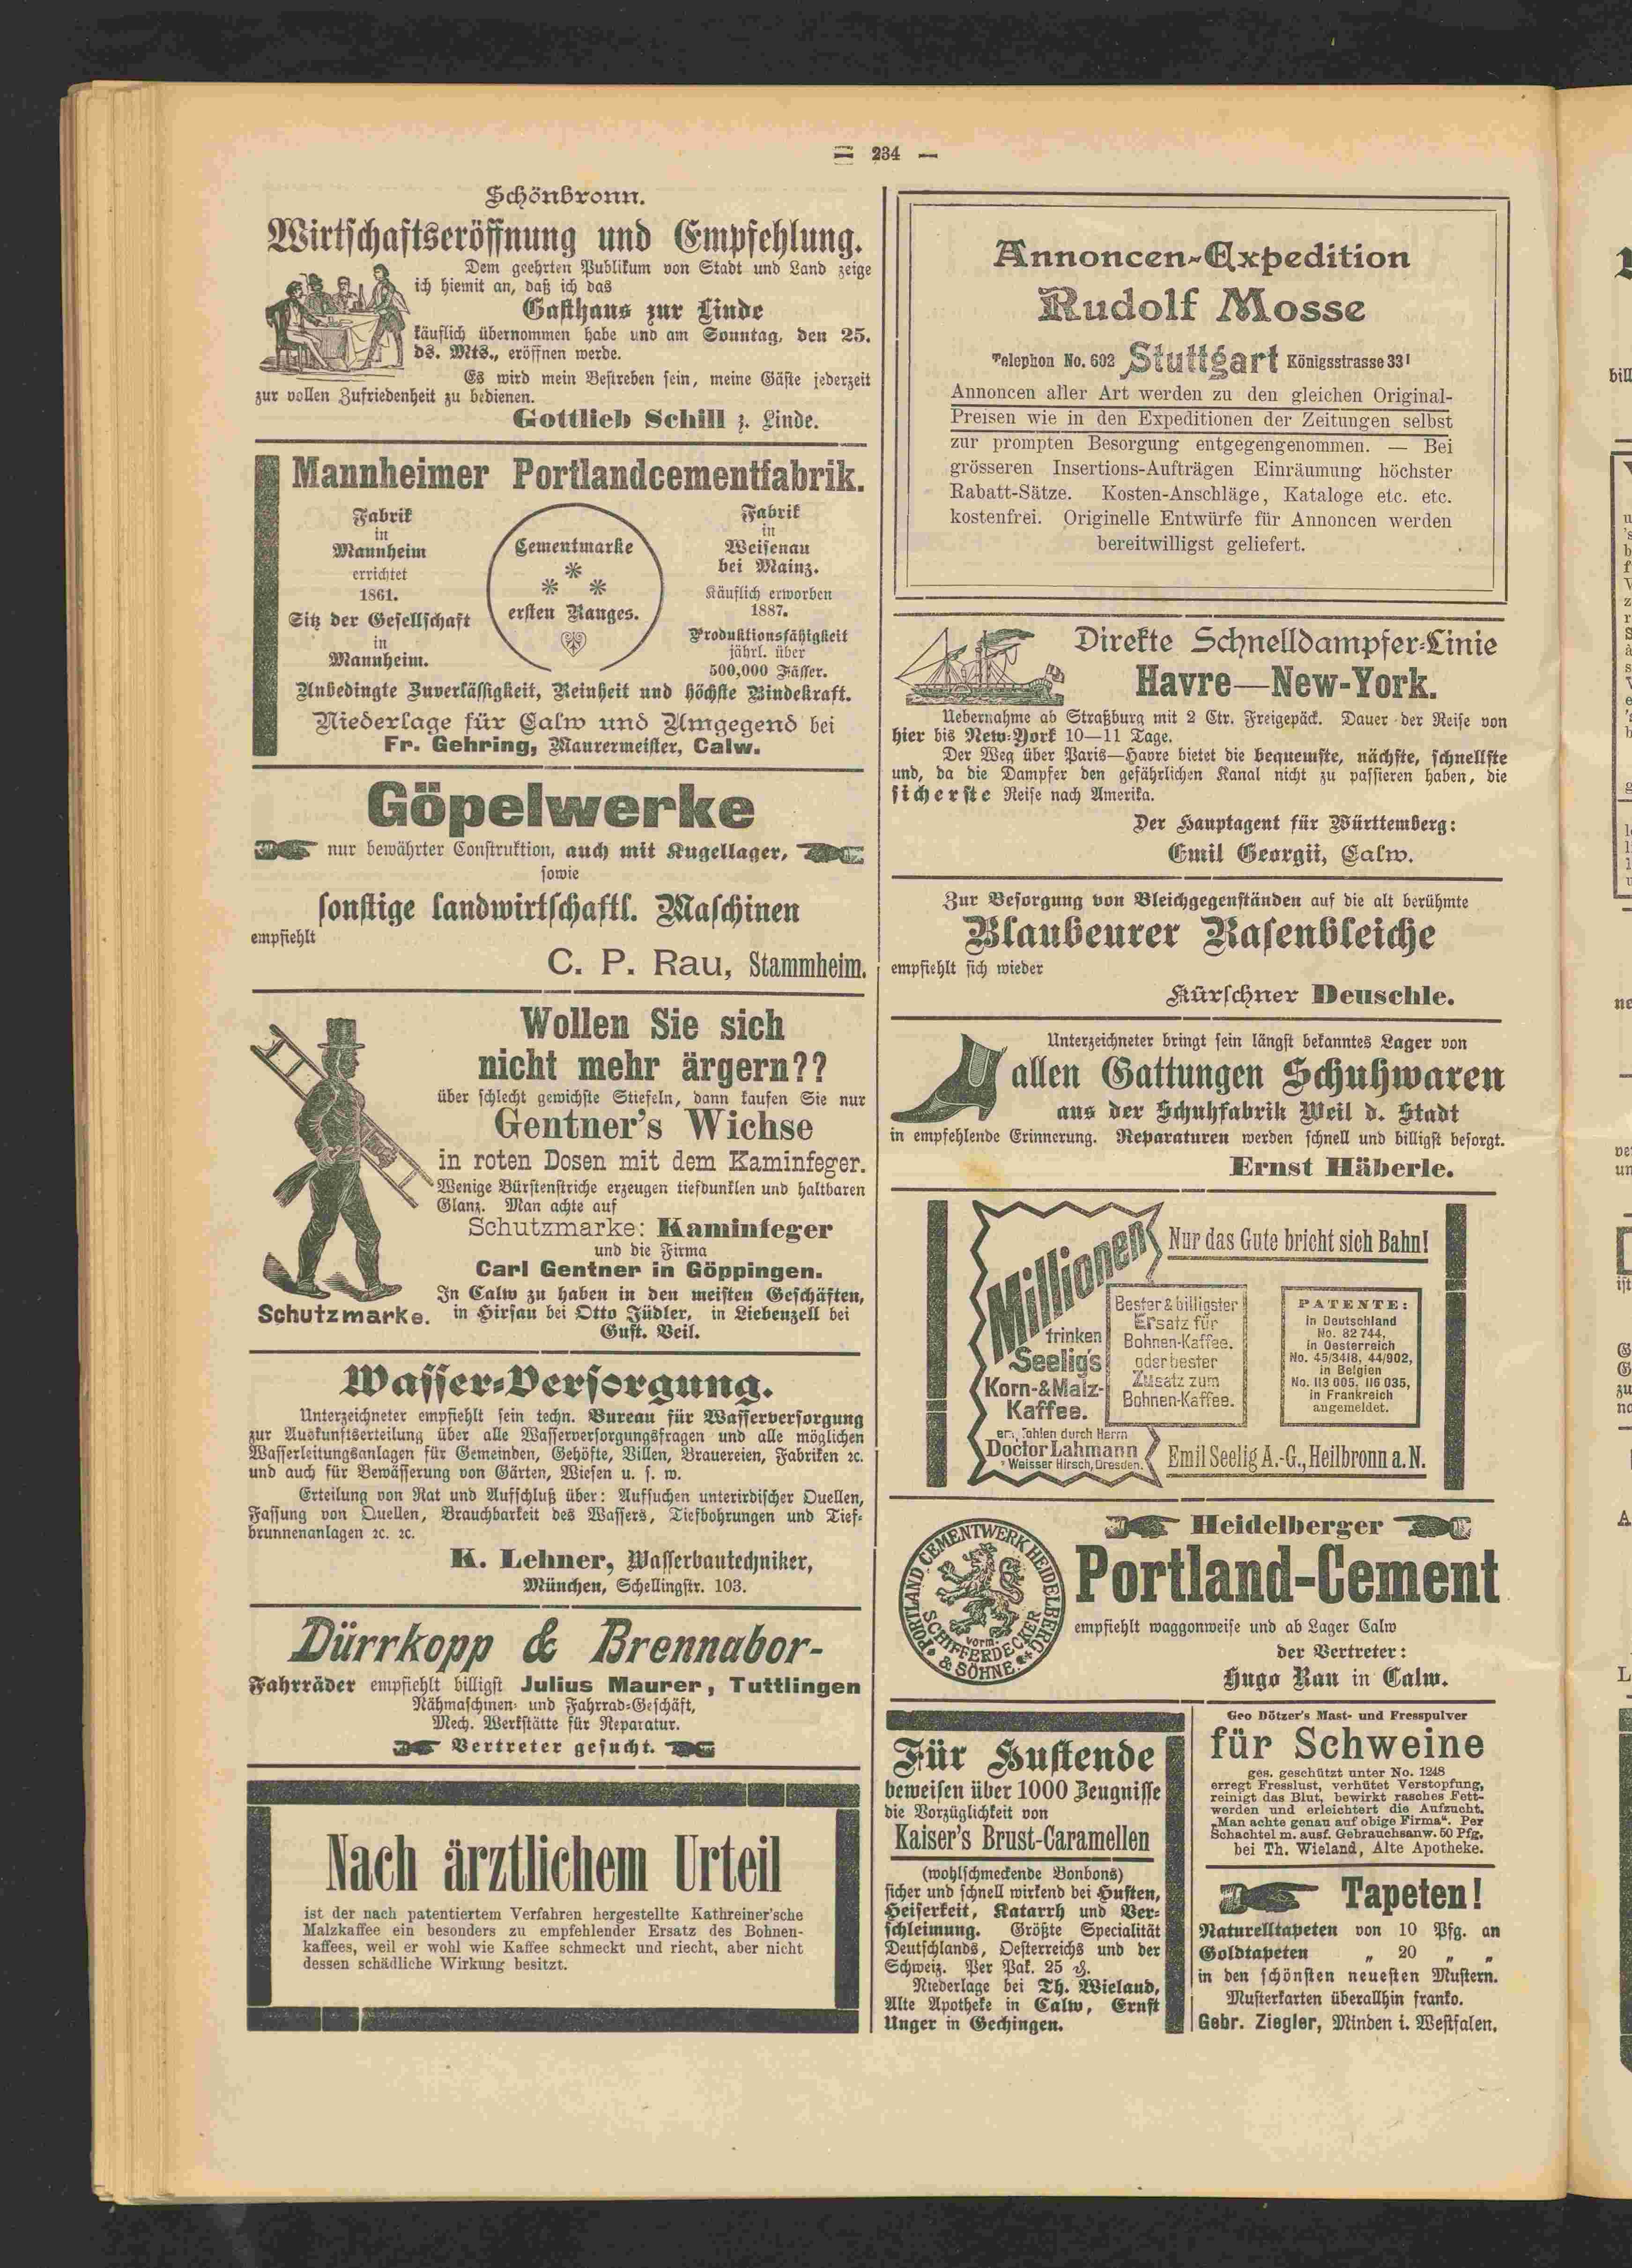 — 234 —
Schönbronn.
Wirtschaftseröffnung und Empfehlung.
Dem geehrten Publikum von Stadt und Land zeige
ich hiemit an, daß ich das
Gasthaus zur Linde
käuflich übernommen habe und am Sonntag, den 25.
ds. Mts., eröffnen werde.
Es wird mein Bestreben sein, meine Gäste jederzeit
zur vollen Zufriedenheit zu bedienen.
Gottlieb Schill z. Linde.
Mannheimer Portlandcementfabrik.
Fabrik
in
Mannheim
errichtet
1861.
Sitz der Gesellschaft
in
Mannheim.
Cementmarke
* * *
ersten Ranges.
Fabrik
in
Weisenau
bei Mainz.
Käuflich erworben
1887.
Produktionsfähigkeit
jährl. über
500,000 Fässer.
Unbedingte Zuverlässigkeit, Reinheit und höchste Bindekraft.
Niederlage für Calw und Umgegend bei
Fr. Gehring, Maurermeister, Calw.
Göpelwerke
nur bewährter Construktion, auch mit Kugellager,
sowie
sonstige landwirtschaftl. Maschinen
empfiehlt
C. P. Rau, Stammheim.
Wollen Sie sich
nicht mehr ärgern??
über schlecht gewichste Stiefeln, dann kaufen Sie nur
Gentner's Wichse
in roten Dosen mit dem Kaminfeger.
Wenige Bürstenstriche erzeugen tiefdunklen und haltbaren
Glanz. Man achte auf
Schutzmarke: Kaminfeger
und die Firma
Carl Gentner in Göppingen.
In Calw zu haben in den meisten Geschäften,
in Hirsau bei Otto Jüdler, in Liebenzell bei
Gust. Veil.
Schutzmarke.
Wasser-Versorgung.
Unterzeichneter empfiehlt sein techn. Bureau für Wasserversorgung
zur Auskunftserteilung über alle Wasserversorgungsfragen und alle möglichen
Wasserleitungsanlagen für Gemeinden, Gehöfte, Villen, Brauereien, Fabriken ꝛc.
und auch für Bewässerung von Gärten, Wiesen u. s. w.
Erteilung von Rat und Aufschluß über: Aufsuchen unterirdischer Quellen,
Fassung von Quellen, Brauchbarkeit des Wassers, Tiefbohrungen und Tief-
brunnenanlagen ꝛc. ꝛc.
K. Lehner, Wasserbautechniker,
München, Schellingstr. 103.
Dürrkopp & Brennabor-
Fahrräder empfiehlt billigst Julius Maurer, Tuttlingen
Nähmaschinen- und Fahrrad-Geschäft,
Mech. Werkstätte für Reparatur.
Vertreter gesucht.
Nach ärztlichem Urteil
ist der nach patentiertem Verfahren hergestellte Kathreiner'sche
Malzkaffee ein besonders zu empfehlender Ersatz des Bohnen-
kaffees, weil er wohl wie Kaffee schmeckt und riecht, aber nicht
dessen schädliche Wirkung besitzt.
Annoncen-Expedition
Rudolf Mosse
Telephon No. 602 Stuttgart Königsstrasse 33 I
Annoncen aller Art werden zu den gleichen Original-
Preisen wie in den Expeditionen der Zeitungen selbst
zur prompten Besorgung entgegengenommen. — Bei
grösseren Insertions-Aufträgen Einräumung höchster
Rabatt-Sätze. Kosten-Anschläge, Kataloge etc. etc.
kostenfrei. Originelle Entwürfe für Annoncen werden
bereitwilligst geliefert.
Direkte Schnelldampfer-Linie
Havre—New-York.
Uebernahme ab Straßburg mit 2 Ctr. Freigepäck. Dauer der Reise von
hier bis New-York 10—11 Tage.
Der Weg über Paris—Havre bietet die bequemste, nächste, schnellste
und, da die Dampfer den gefährlichen Kanal nicht zu passieren haben, die
sicherste Reise nach Amerika.
Der Hauptagent für Württemberg:
Emil Georgii, Calw.
Zur Besorgung von Bleichgegenständen auf die alt berühmte
Blaubeurer Rasenbleiche
empfiehlt sich wieder
Kürschner Deuschle.
Unterzeichneter bringt sein längst bekanntes Lager von
allen Gattungen Schuhwaren
aus der Schuhfabrik Weil d. Stadt
in empfehlende Erinnerung. Reparaturen werden schnell und billigst besorgt.
Ernst Häberle.
Millionen
trinken
Seelig's
Korn-&Malz-
Kaffee.
empfohlen durch Herrn
Doctor Lahmann
Weisser Hirsch, Dresden.
Nur das Gute bricht sich Bahn!
Bester & billigster
Ersatz für
Bohnen-Kaffee.
oder bester
Zusatz zum
Bohnen-Kaffee.
PATENTE:
in Deutschland
No. 82 744,
in Oesterreich
No. 45/3418, 44/902,
in Belgien
No. 113 605. 116 035,
in Frankreich
angemeldet.
Emil Seelig A.-G., Heilbronn a. N.
PORTLAND-CEMENTWERK HEIDELBERG
vorm.
SCHIFFERDECKER
& SÖHNE.
Heidelberger
Portland-Cement
empfiehlt waggonweise und ab Lager Calw
der Vertreter:
Hugo Rau in Calw.
Für Hustende
beweisen über 1000 Zeugnisse
die Vorzüglichkeit von
Kaiser's Brust-Caramellen
(wohlschmeckende Bonbons)
sicher und schnell wirkend bei Husten,
Heiserkeit, Katarrh und Ver-
schleimung. Größte Specialität
Deutschlands, Oesterreichs und der
Schweiz. Per Pak. 25 ₰.
Niederlage bei Th. Wieland,
Alte Apotheke in Calw, Ernst
Unger in Gechingen.
Geo Dötzer's Mast- und Fresspulver
für Schweine
ges. geschützt unter No. 1248
erregt Fresslust, verhütet Verstopfung,
reinigt das Blut, bewirkt rasches Fett-
werden und erleichtert die Aufzucht.
„Man achte genau auf obige Firma“. Per
Schachtel m. ausf. Gebrauchsanw. 50 Pfg.
bei Th. Wieland, Alte Apotheke.
Tapeten!
Naturelltapeten von 10 Pfg. an
Goldtapeten „ 20 „ „
in den schönsten neuesten Mustern.
Musterkarten überallhin franko.
Gebr. Ziegler, Minden i. Westfalen.